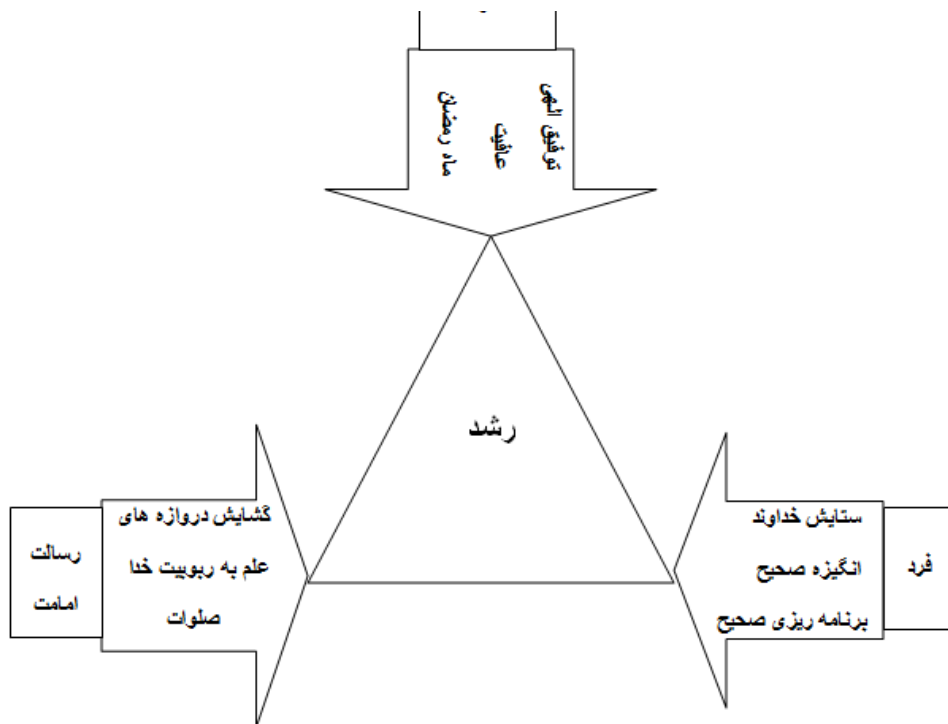 توفیق الهی
عافیت
ماه رمضان
رشد
ستایش خداوند
انگیزه صحیح
برنامه ریزی صحیح
فرد
گشایش دروازه های
علم به ربوبیت خدا
صلوات
رسالت
امامت